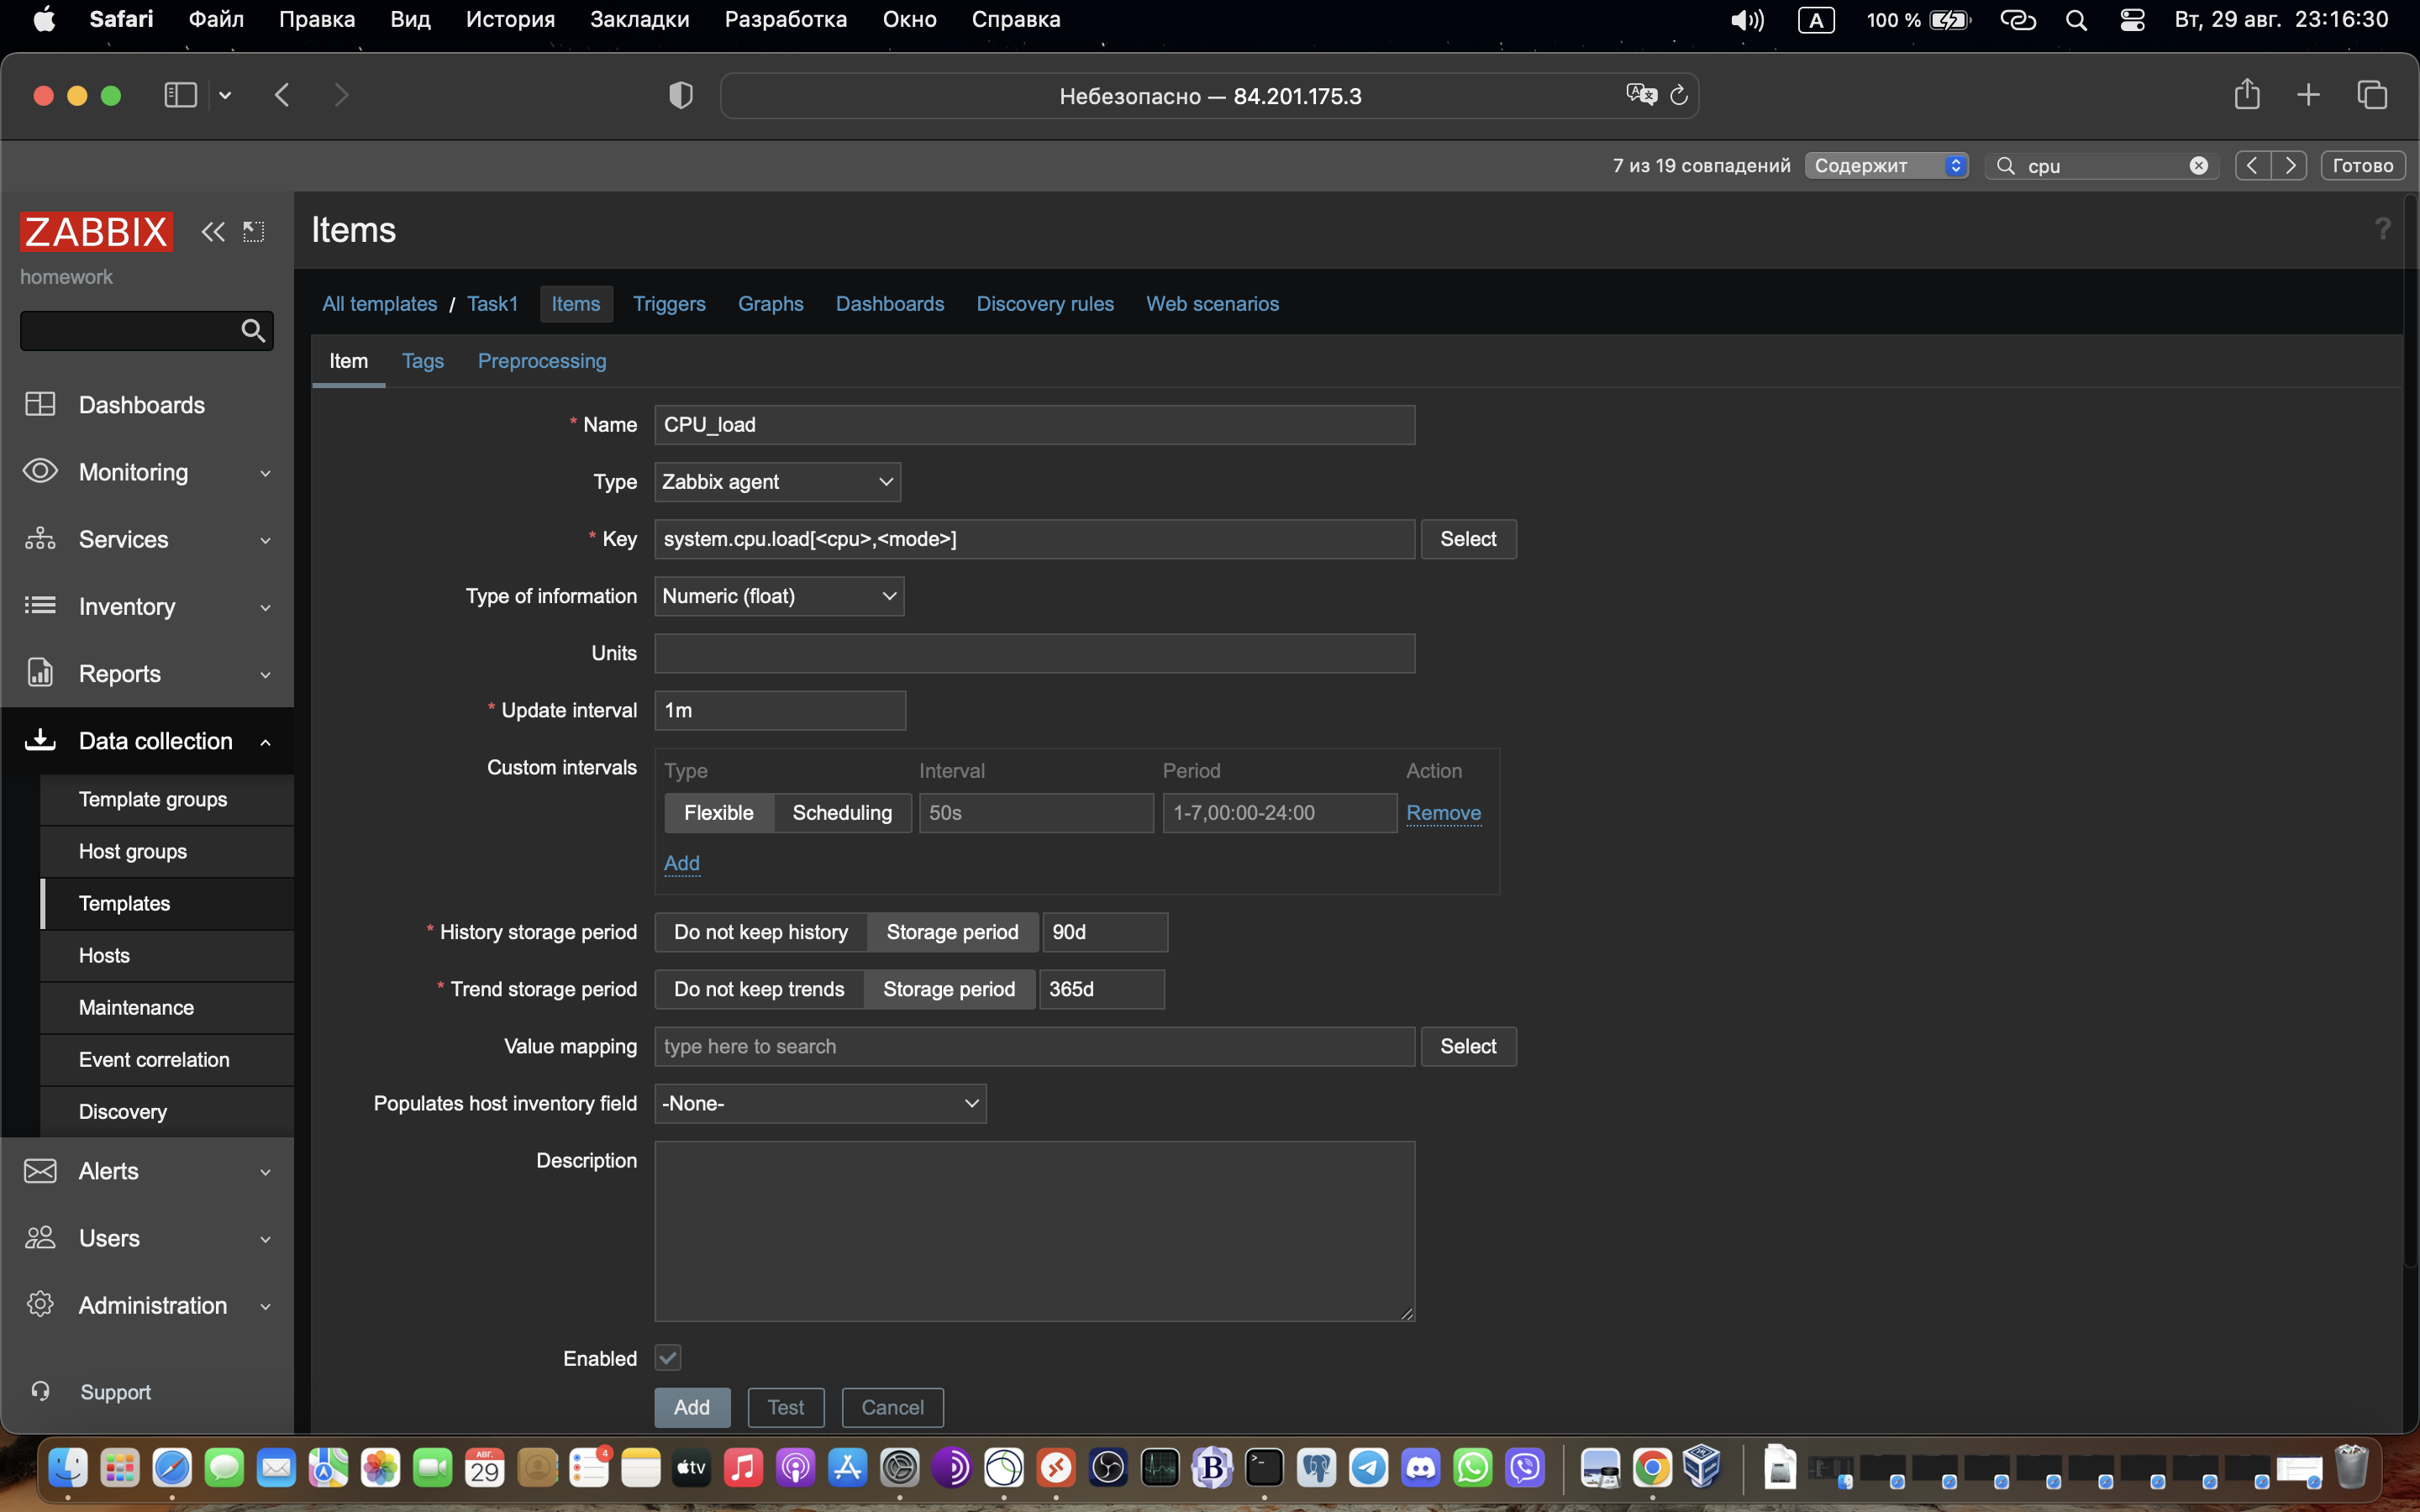 Safari Файл Правка Вид История Закладки Разработка Окно Справка A 100 % Вт, 29 авг. 23:16:30
Небезопасно — 84.201.175.3
7 из 19 совпадений Содержит cpu Готово
ZABBIX
homework
Items ?
All templates / Task1 Items Triggers Graphs Dashboards Discovery rules Web scenarios
Item Tags Preprocessing
Dashboards
Monitoring
Services
Inventory
Reports
Data collection
Template groups
Host groups
Templates
Hosts
Maintenance
Event correlation
Discovery
Alerts
Users
Administration
Support
* Name CPU_load
Type Zabbix agent
* Key system.cpu.load[<cpu>,<mode>] Select
Type of information Numeric (float)
Units
* Update interval 1m
Custom intervals Type Interval Period Action
Flexible Scheduling 50s 1-7,00:00-24:00 Remove
Add
* History storage period Do not keep history Storage period 90d
* Trend storage period Do not keep trends Storage period 365d
Value mapping type here to search Select
Populates host inventory field -None-
Description
Enabled
Add Test Cancel
АВГ.
29
4
tv
B